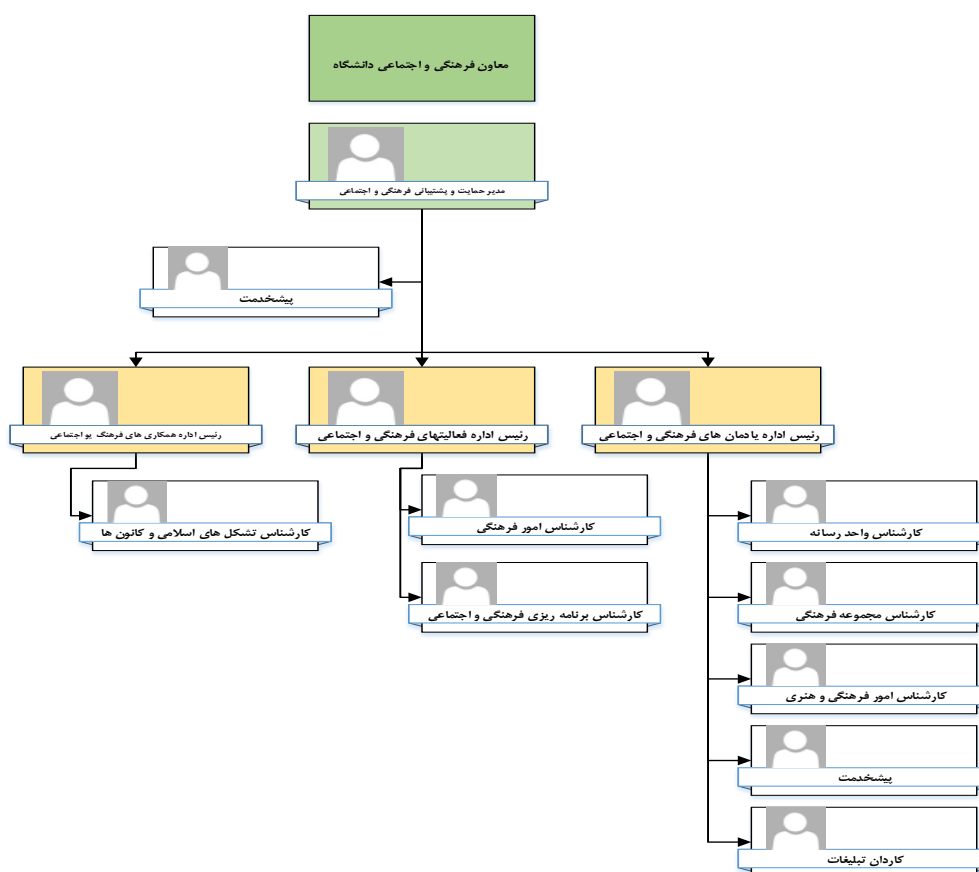 معاون فرهنگی و اجتماعی دانشگاه
مدیر حمایت و پشتیبانی فرهنگی و اجتماعی
پیشخدمت
رئیس اداره یادمان های فرهنگی و اجتماعی
رئیس اداره فعالیتهای فرهنگی و اجتماعی
رئیس اداره همکاری های فرهنگ یو اجتماعی
کارشناس واحد رسانه
کارشناس مجموعه فرهنگی
کارشناس امور فرهنگی و هنری
پیشخدمت
کاردان تبلیغات
کارشناس امور فرهنگی
کارشناس برنامه ریزی فرهنگی و اجتماعی
کارشناس تشکل های اسلامی و کانون ها